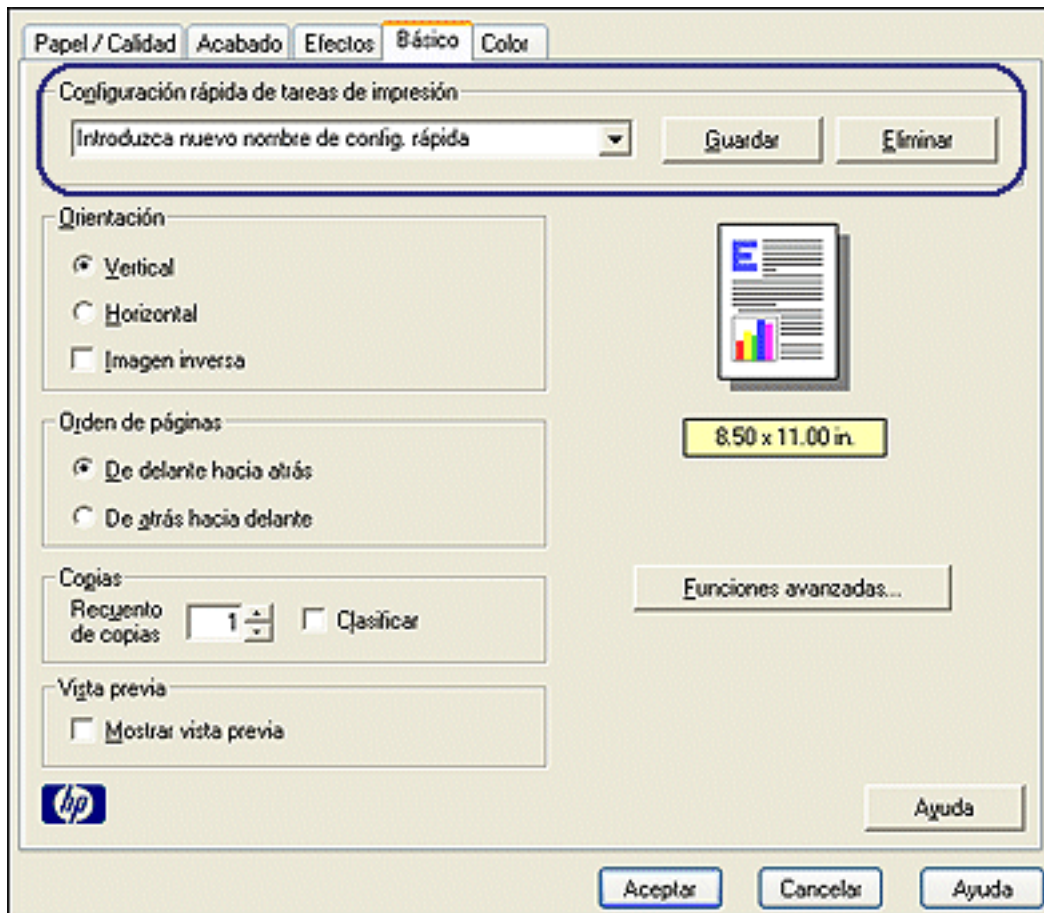 Papel / Calidad Acabado Efectos Básico Color
Configuración rápida de tareas de impresión
Introduzca nuevo nombre de config. rápida Guardar Eliminar
Orientación
Vertical
Horizontal
Imagen inversa
E
8.50 x 11.00 in.
Orden de páginas
De delante hacia atrás
De atrás hacia delante
Copias
Recuento
de copias 1 Clasificar
Funciones avanzadas...
Vista previa
Mostrar vista previa
hp
Ayuda
Aceptar Cancelar Ayuda